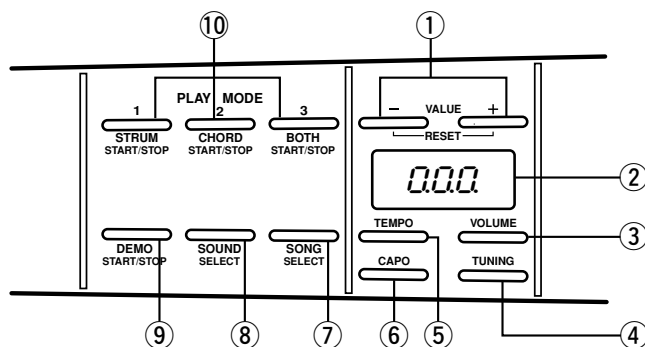 ⑩ ①
PLAY MODE
1 2 3
STRUM CHORD BOTH
START/STOP START/STOP START/STOP
− VALUE +
RESET
0.0.0.
②
TEMPO VOLUME
③
DEMO SOUND SONG
START/STOP SELECT SELECT
CAPO TUNING
⑨ ⑧ ⑦ ⑥ ⑤ ④